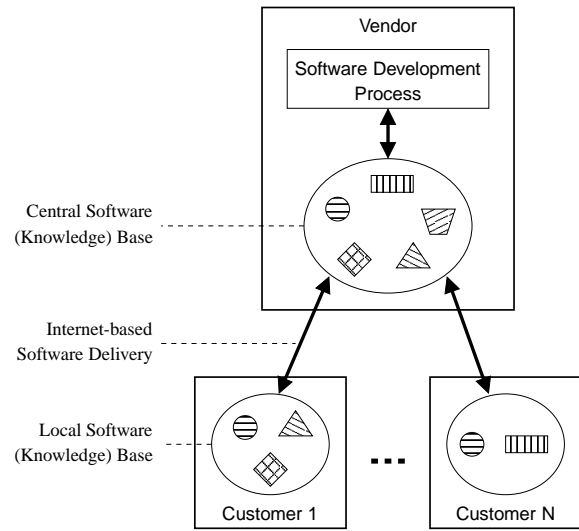 Vendor
Software Development
Process
Central Software
(Knowledge) Base
Internet-based
Software Delivery
Local Software
(Knowledge) Base
Customer 1
Customer N